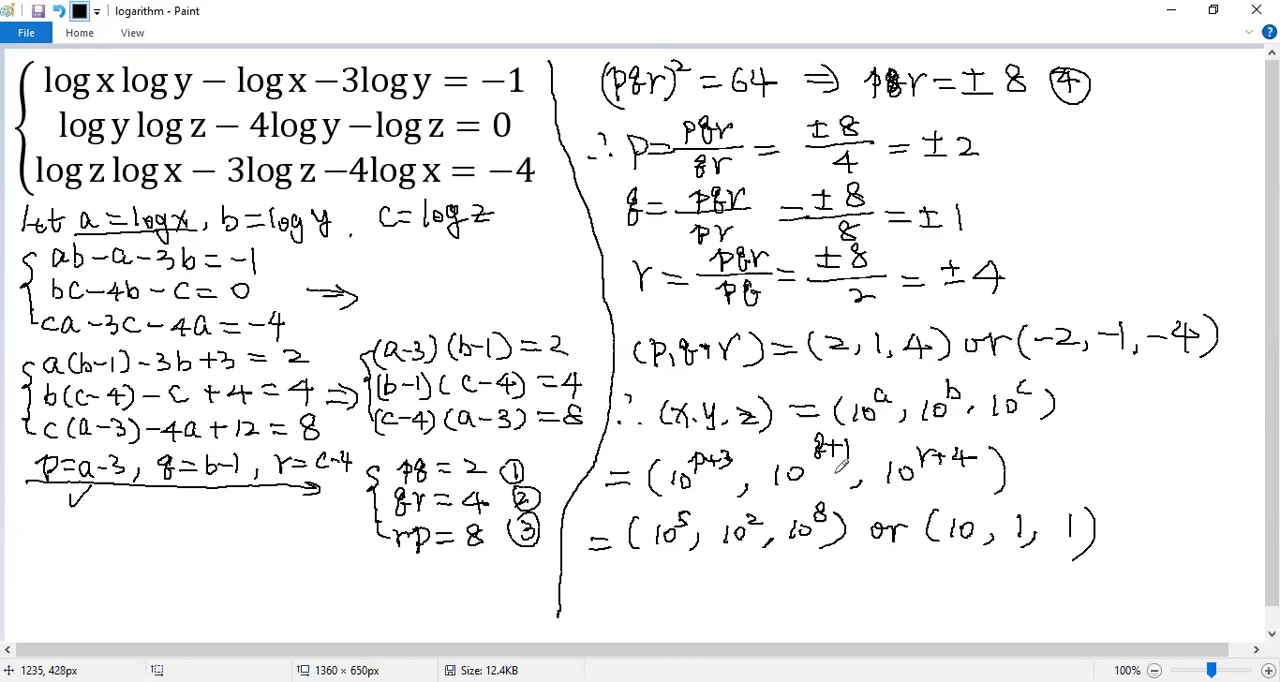 logarithm - Paint
File Home View
log x log y − log x −3log y = −1
log y log z − 4log y −log z = 0
log z log x − 3log z −4log x = −4
Let a = log x, b = log y, c = log z
ab − a − 3b = −1
bc − 4b − c = 0 ⇒
ca − 3c − 4a = −4
a(b−1) − 3b + 3 = 2
b(c−4) − c + 4 = 4 ⇒
c(a−3) − 4a + 12 = 8
(a−3)(b−1) = 2
(b−1)(c−4) = 4
(c−4)(a−3) = 8
p = a−3, q = b−1, r = c−4
pq = 2 ①
qr = 4 ②
rp = 8 ③
(pqr)² = 64 ⇒ pqr = ± 8 ④
∴ p = pqr/qr = ±8/4 = ±2
q = pqr/pr = ±8/8 = ±1
r = pqr/pq = ±8/2 = ±4
(p, q, r) = (2, 1, 4) or (−2, −1, −4)
∴ (x, y, z) = (10^a, 10^b, 10^c)
= (10^{p+3}, 10^{q+1}, 10^{r+4})
= (10^5, 10^2, 10^8) or (10, 1, 1)
1235, 428px 1360 × 650px Size: 12.4KB 100%